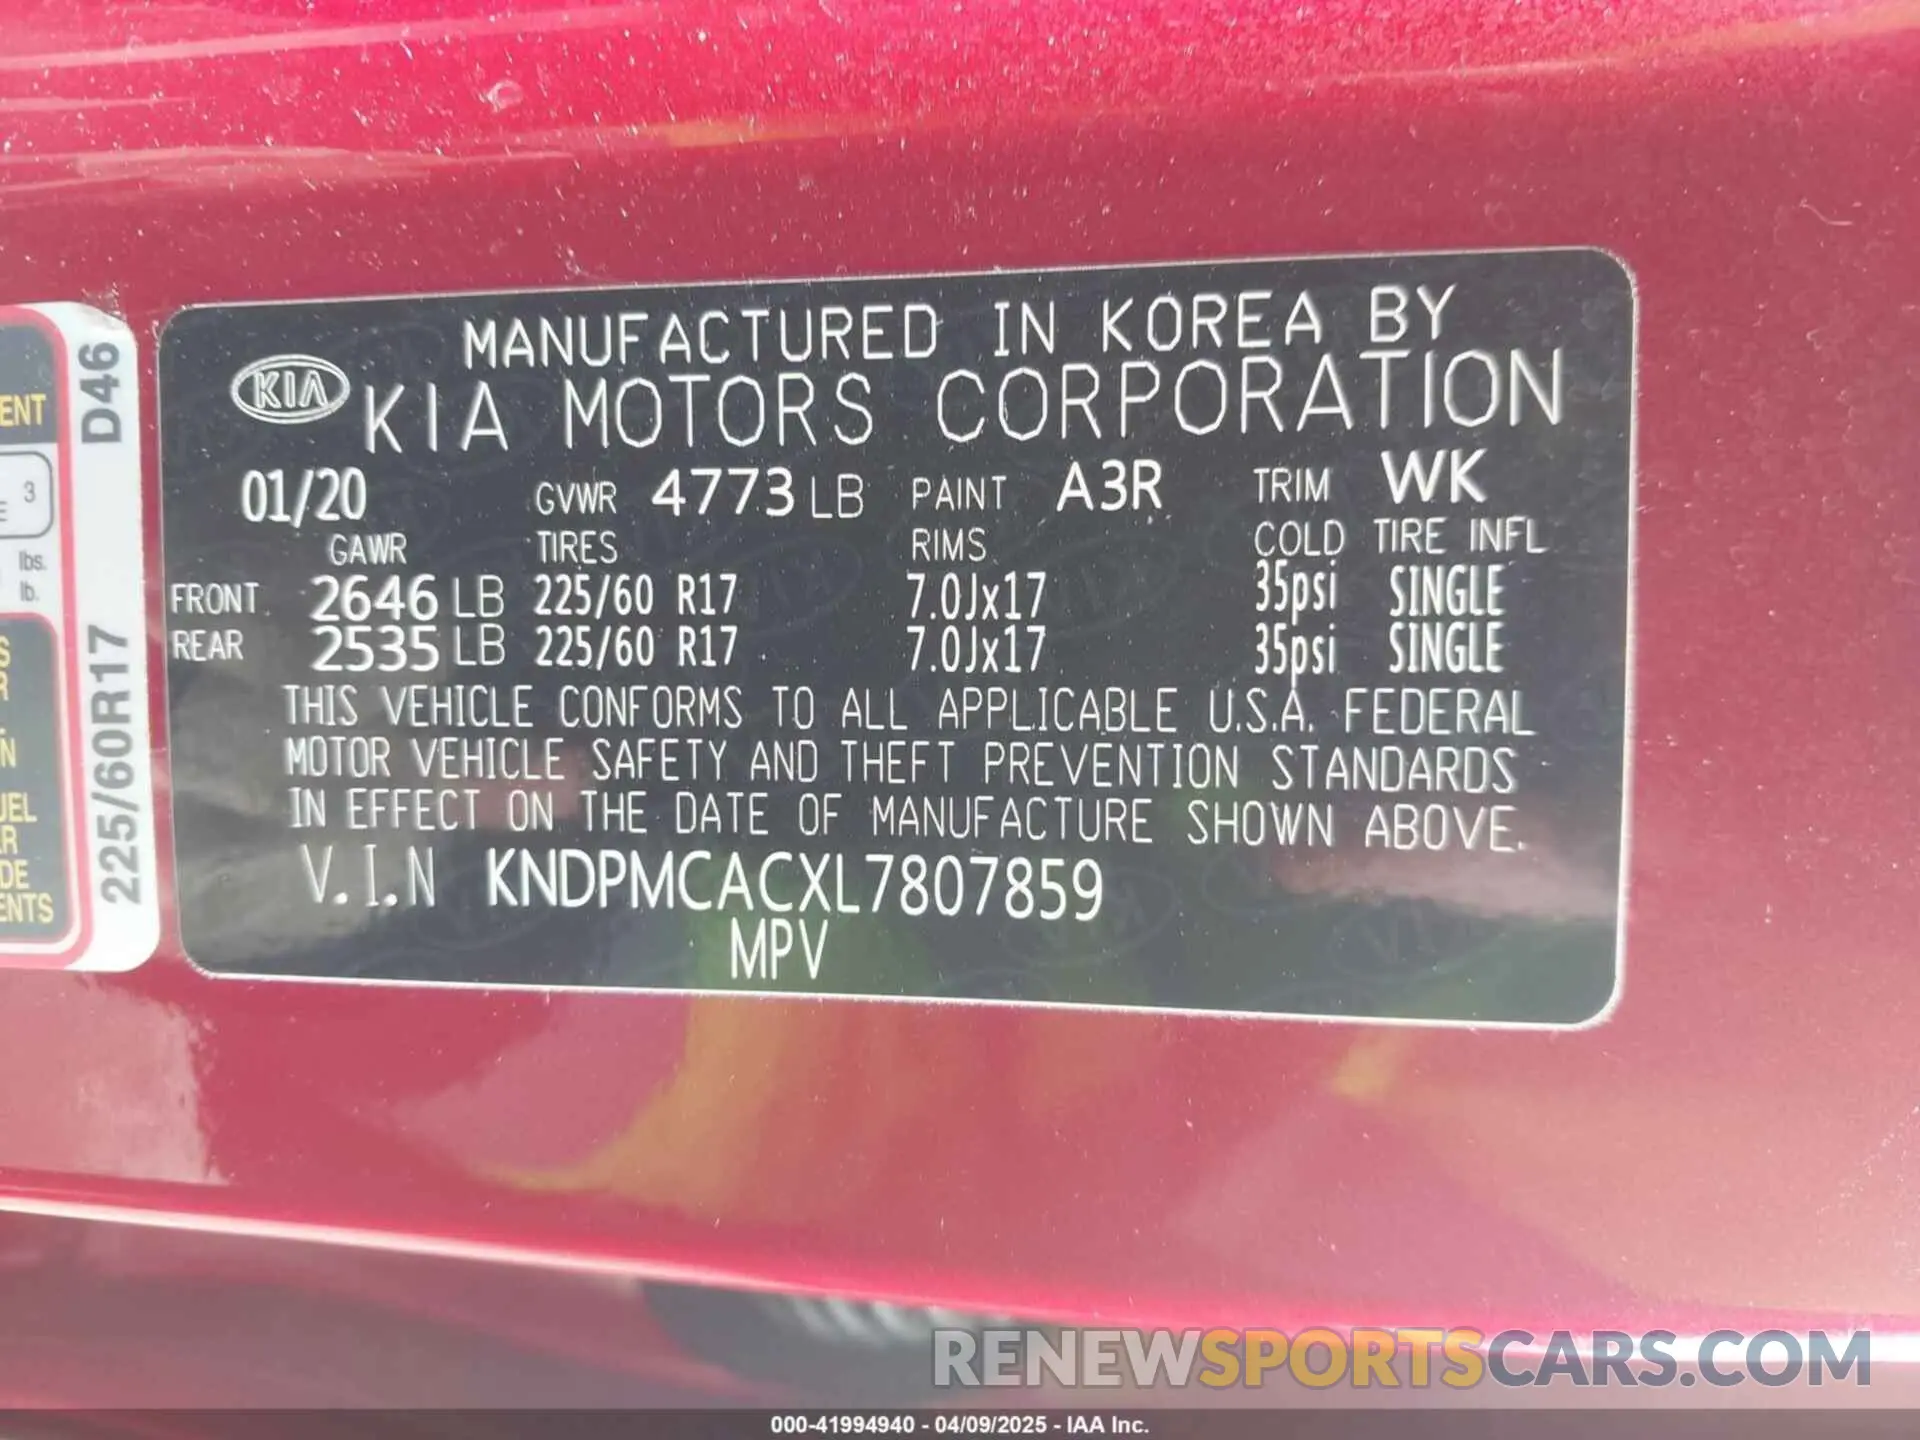 MANUFACTURED IN KOREA BY
KIA KIA MOTORS CORPORATION
01/20 GVWR 4773 LB PAINT A3R TRIM WK
GAWR TIRES RIMS COLD TIRE INFL
FRONT 2646 LB 225/60 R17 7.0Jx17 35psi SINGLE
REAR 2535 LB 225/60 R17 7.0Jx17 35psi SINGLE
THIS VEHICLE CONFORMS TO ALL APPLICABLE U.S.A. FEDERAL
MOTOR VEHICLE SAFETY AND THEFT PREVENTION STANDARDS
IN EFFECT ON THE DATE OF MANUFACTURE SHOWN ABOVE.
V.I.N KNDPMCACXL7807859
MPV
D46
225/60R17
3
lbs.
lb.
RENEWSPORTSCARS.COM
000-41994940 - 04/09/2025 - IAA Inc.